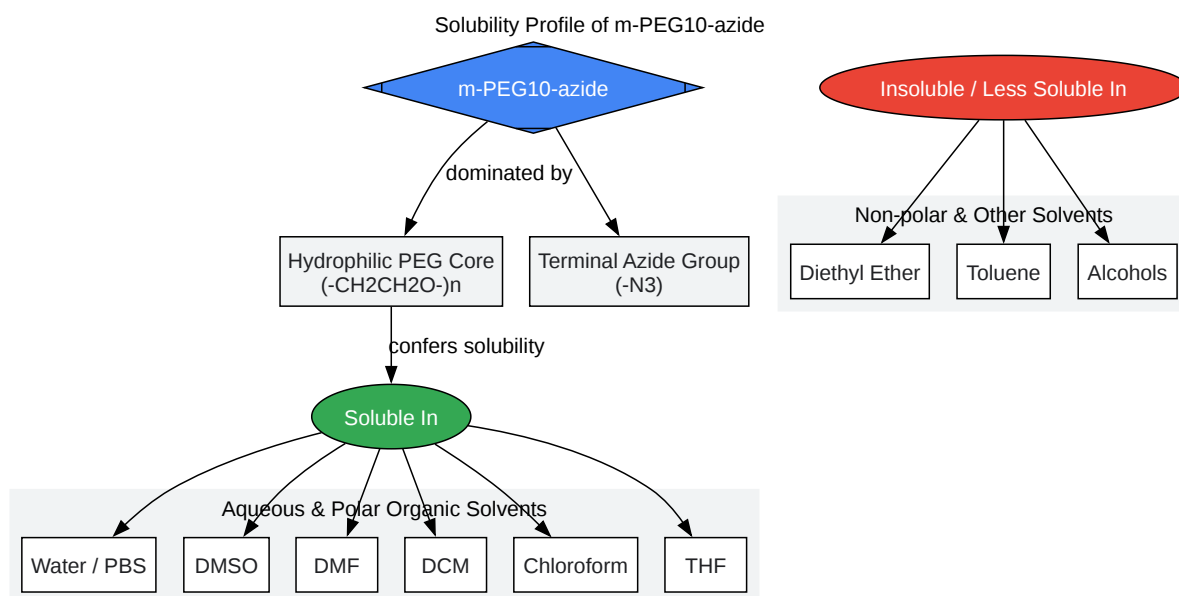 Solubility Profile of m-PEG10-azide
m-PEG10-azide
Insoluble / Less Soluble In
dominated by
Non-polar & Other Solvents
Hydrophilic PEG Core
(-CH2CH2O-)n
Terminal Azide Group
(-N3)
Diethyl Ether
Toluene
Alcohols
confers solubility
Soluble In
Aqueous & Polar Organic Solvents
Water / PBS
DMSO
DMF
DCM
Chloroform
THF